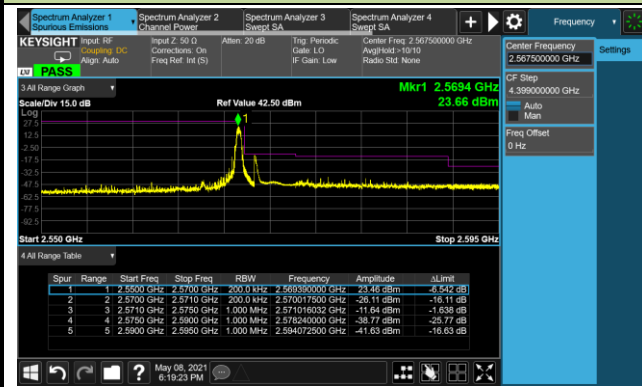 Spectrum Analyzer 1
Spurious Emissions
Spectrum Analyzer 2
Channel Power
Spectrum Analyzer 3
Swept SA
Spectrum Analyzer 4
Swept SA
Frequency
KEYSIGHT
Input: RF
Coupling: DC
Align: Auto
Input Z: 50 Ω
Corrections: On
Freq Ref: Int (S)
Atten: 20 dB
Trig: Periodic
Gate: LO
IF Gain: Low
Center Freq: 2.567500000 GHz
Avg|Hold:>10/10
Radio Std: None
PASS
Center Frequency
2.567500000 GHz
Settings
CF Step
4.399000000 GHz
Auto
Man
Freq Offset
0 Hz
3 All Range Graph
Mkr1 2.5694 GHz
Scale/Div 15.0 dB
Ref Value 42.50 dBm
23.66 dBm
Log
27.5
12.5
-2.50
-17.5
-32.5
-47.5
-62.5
-77.5
-92.5
1
Start 2.550 GHz
Stop 2.595 GHz
4 All Range Table
Spur Range Start Freq Stop Freq RBW Frequency Amplitude ΔLimit
1 1 2.5500 GHz 2.5700 GHz 200.0 kHz 2.569390000 GHz 23.46 dBm -6.542 dB
2 2 2.5700 GHz 2.5710 GHz 200.0 kHz 2.570017500 GHz -26.11 dBm -16.11 dB
3 3 2.5710 GHz 2.5750 GHz 1.000 MHz 2.571016032 GHz -11.64 dBm -1.638 dB
4 4 2.5750 GHz 2.5900 GHz 1.000 MHz 2.578240000 GHz -38.77 dBm -25.77 dB
5 5 2.5900 GHz 2.5950 GHz 1.000 MHz 2.594072500 GHz -41.63 dBm -16.63 dB
May 08, 2021
6:19:23 PM